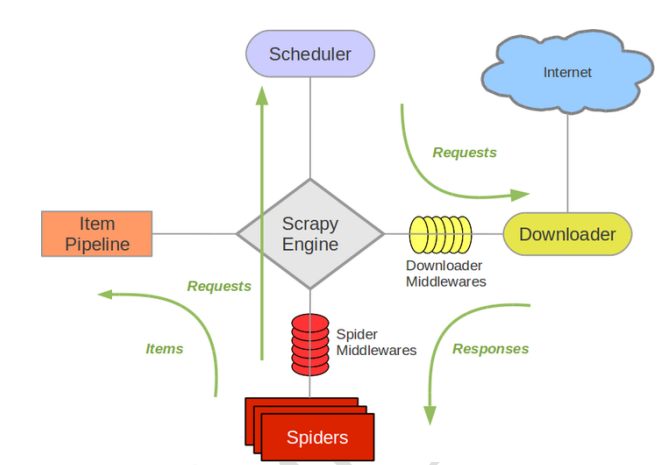 Scheduler
Internet
Requests
Item
Pipeline
Scrapy
Engine
Downloader
Downloader
Middlewares
Requests
Spider
Middlewares
Items
Responses
Spiders